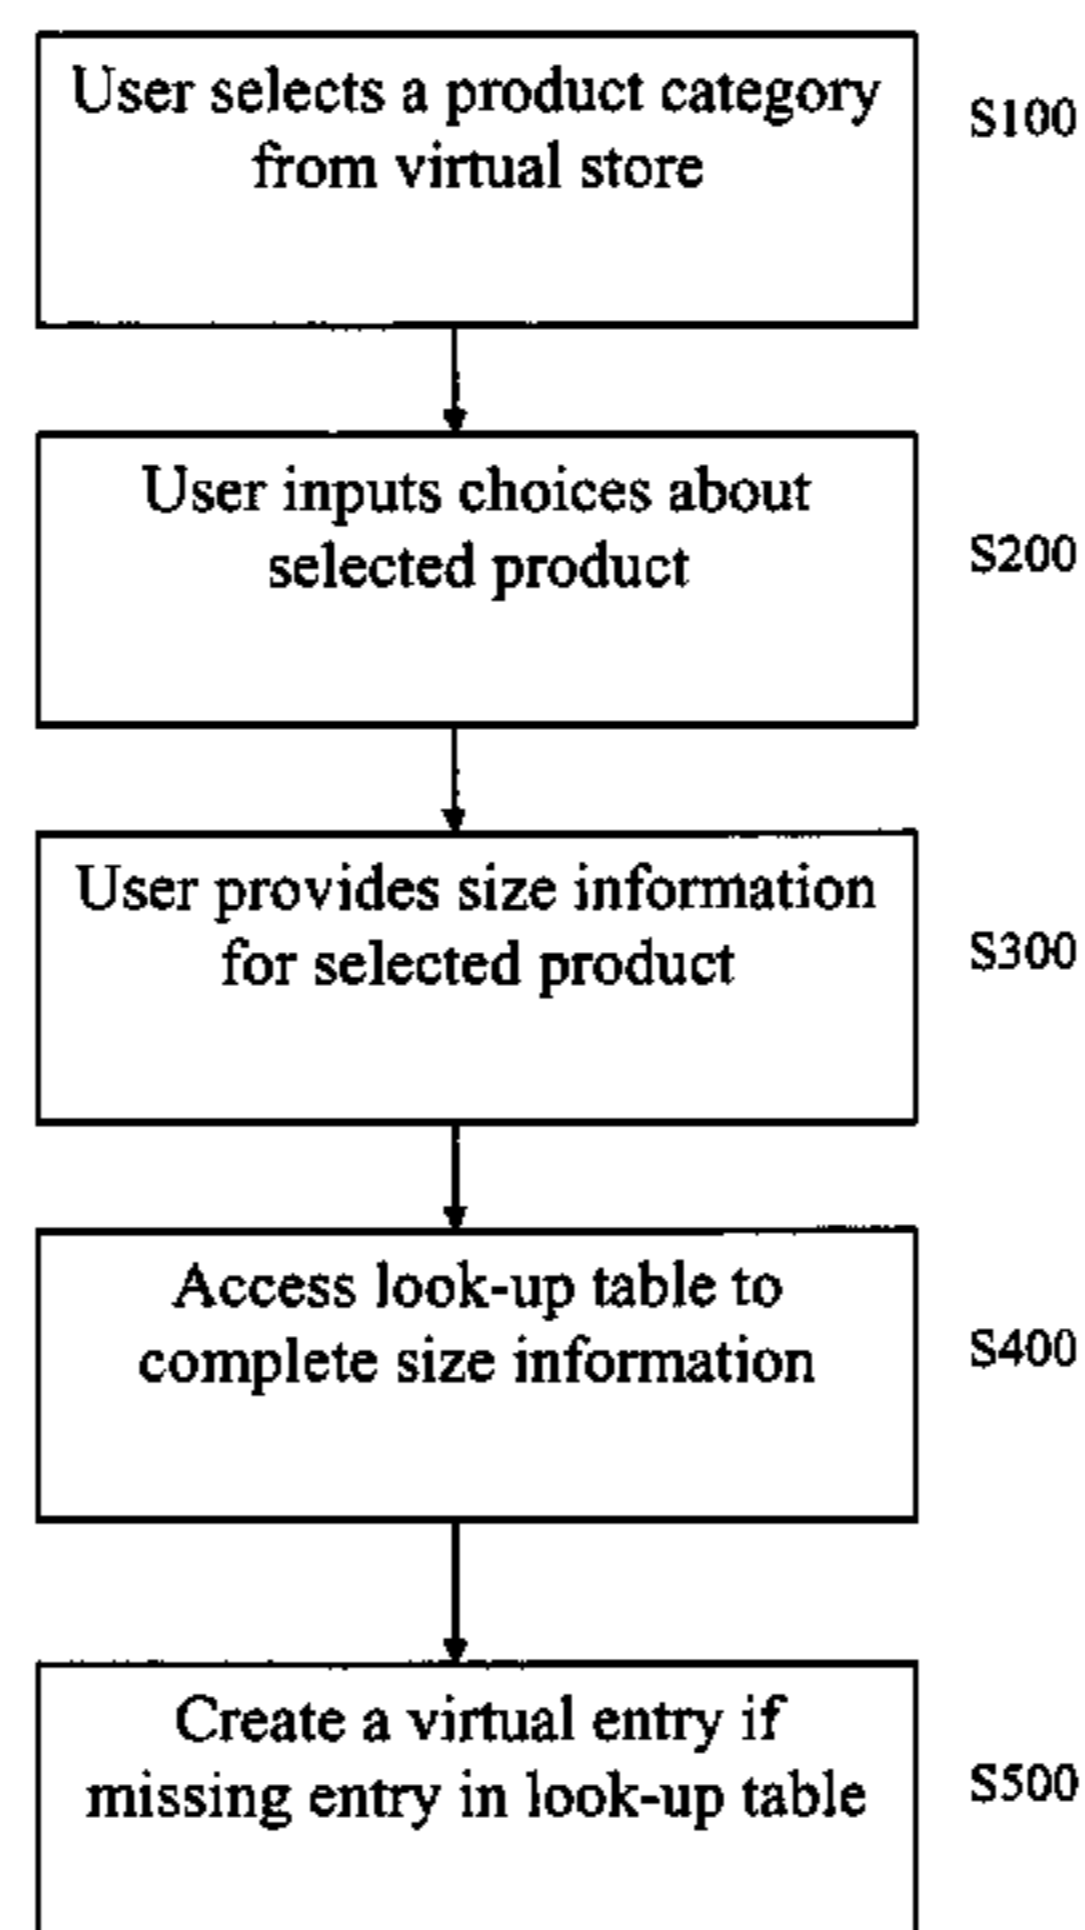 User selects a product category
from virtual store
S100
User inputs choices about
selected product
S200
User provides size information
for selected product
S300
Access look-up table to
complete size information
S400
Create a virtual entry if
missing entry in look-up table
S500